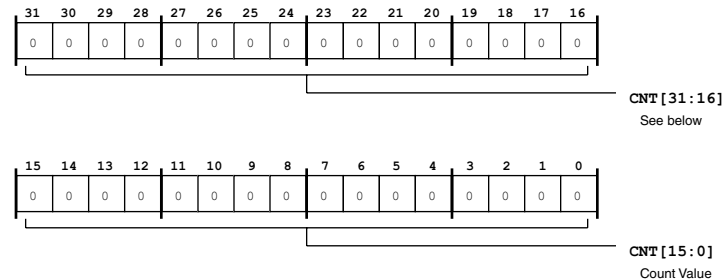 31 30 29 28 27 26 25 24 23 22 21 20 19 18 17 16
0 0 0 0 0 0 0 0 0 0 0 0 0 0 0 0
CNT[31:16]
See below
15 14 13 12 11 10 9 8 7 6 5 4 3 2 1 0
0 0 0 0 0 0 0 0 0 0 0 0 0 0 0 0
CNT[15:0]
Count Value